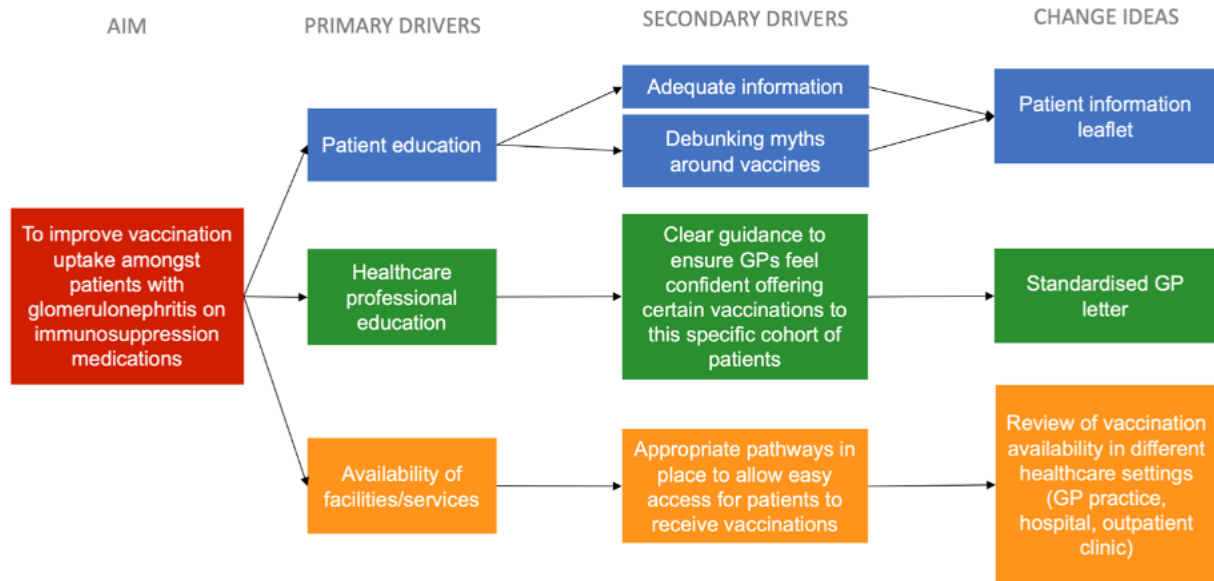 AIM
PRIMARY DRIVERS
SECONDARY DRIVERS
CHANGE IDEAS
To improve vaccination
uptake amongst
patients with
glomerulonephritis on
immunosuppression
medications
Patient education
Adequate information
Debunking myths
around vaccines
Patient information
leaflet
Healthcare
professional
education
Clear guidance to
ensure GPs feel
confident offering
certain vaccinations to
this specific cohort of
patients
Standardised GP
letter
Availability of
facilities/services
Appropriate pathways in
place to allow easy
access for patients to
receive vaccinations
Review of vaccination
availability in different
healthcare settings
(GP practice,
hospital, outpatient
clinic)